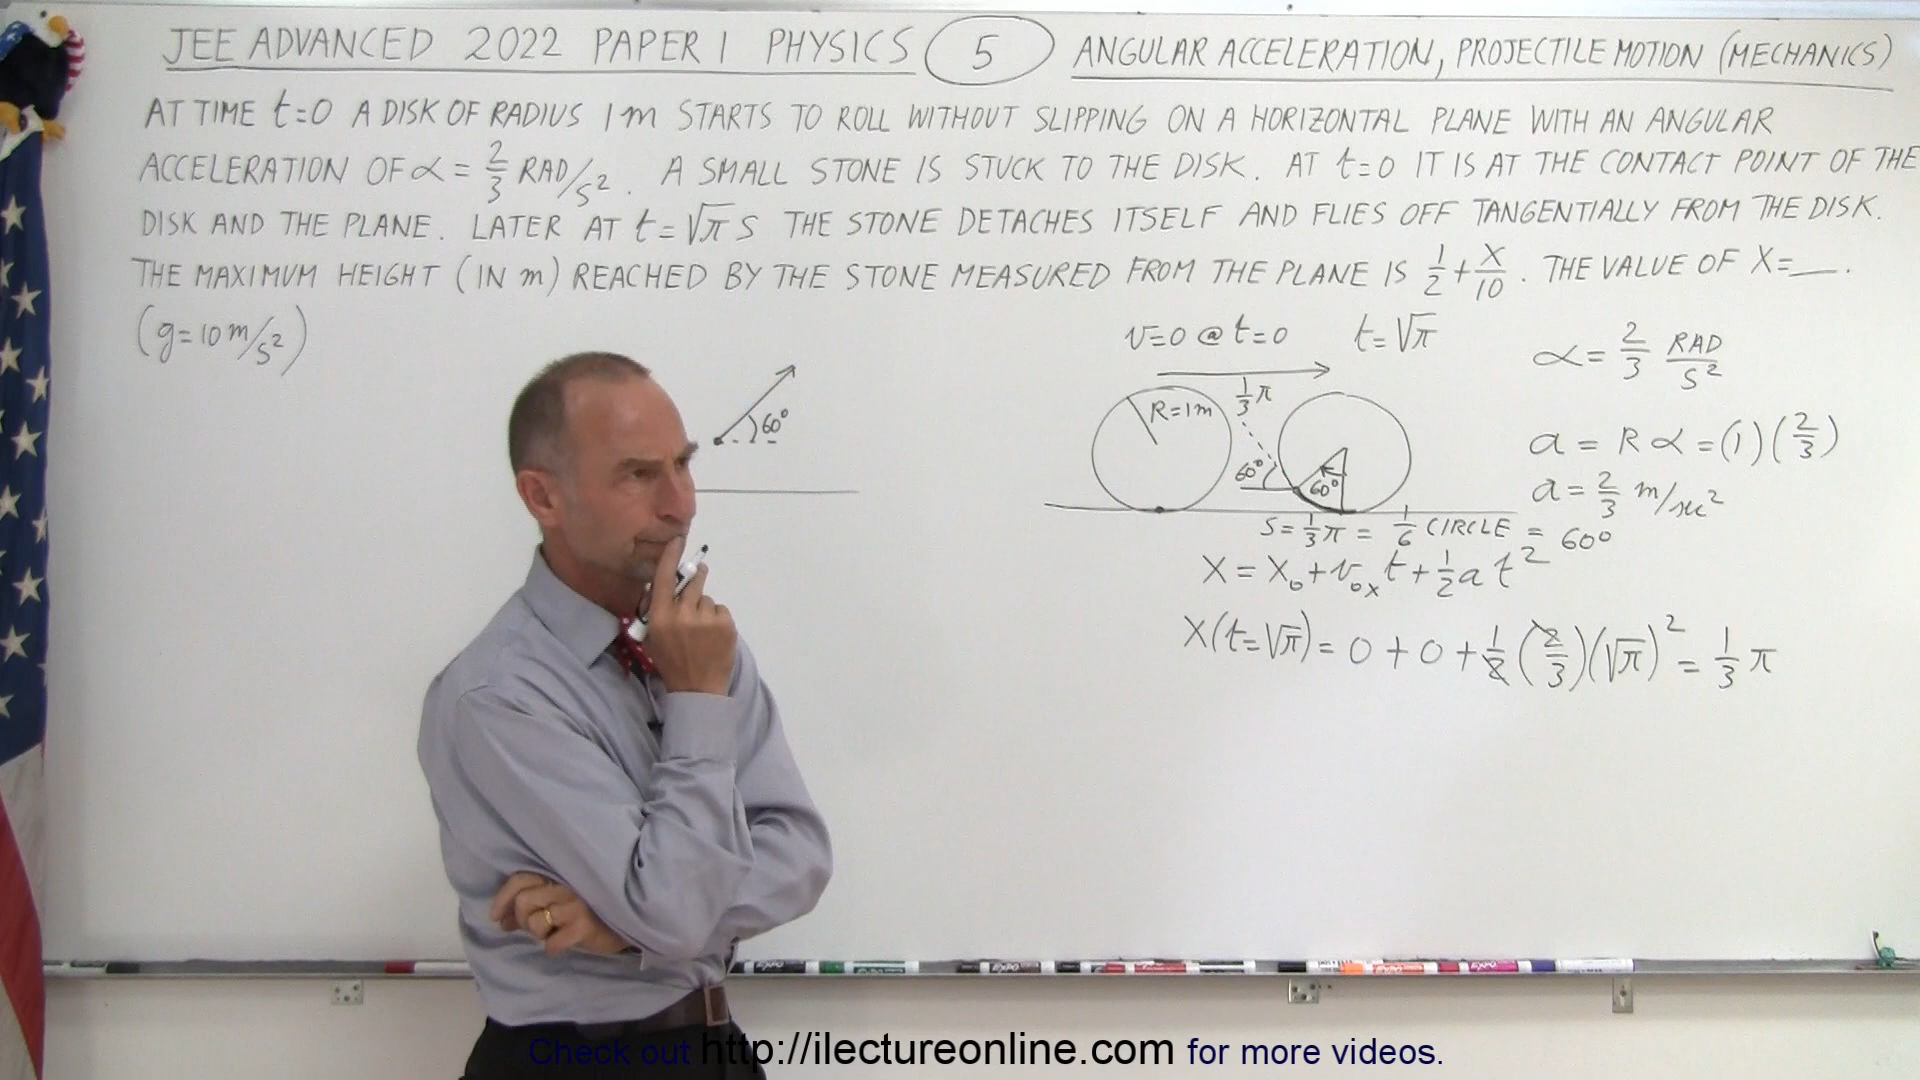 JEE ADVANCED 2022 PAPER 1 PHYSICS 5 ANGULAR ACCELERATION, PROJECTILE MOTION (MECHANICS)
AT TIME t=0 A DISK OF RADIUS 1m STARTS TO ROLL WITHOUT SLIPPING ON A HORIZONTAL PLANE WITH AN ANGULAR
ACCELERATION OF α = 2/3 RAD/s². A SMALL STONE IS STUCK TO THE DISK. AT t=0 IT IS AT THE CONTACT POINT OF THE
DISK AND THE PLANE. LATER AT t=√π s THE STONE DETACHES ITSELF AND FLIES OFF TANGENTIALLY FROM THE DISK.
THE MAXIMUM HEIGHT (IN m) REACHED BY THE STONE MEASURED FROM THE PLANE IS 1/2 + X/10. THE VALUE OF X=__.
(g=10 m/s²)
60°
v=0 @ t=0 t=√π
1/3 π
R=1m
60°
60°
S = 1/3 π = 1/6 CIRCLE = 60°
α = 2/3 RAD/S²
a = Rα = (1)(2/3)
a = 2/3 m/sec²
X = X₀ + v₀ₓt + 1/2 a t²
X(t=√π) = 0 + 0 + 1/2 (2/3)(√π)² = 1/3 π
Check out http://ilectureonline.com for more videos.